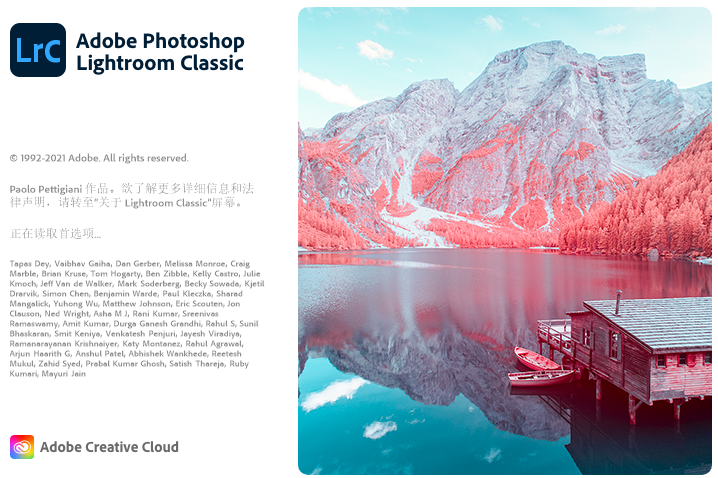 LrC
Adobe Photoshop
Lightroom Classic
© 1992-2021 Adobe. All rights reserved.
Paolo Pettigiani 作品。欲了解更多详细信息和法
律声明，请转至“关于 Lightroom Classic”屏幕。
正在读取首选项...
Tapas Dey, Vaibhav Gaiha, Dan Gerber, Melissa Monroe, Craig
Marble, Brian Kruse, Tom Hogarty, Ben Zibble, Kelly Castro, Julie
Kmoch, Jeff Van de Walker, Mark Soderberg, Becky Sowada, Kjetil
Drarvik, Simon Chen, Benjamin Warde, Paul Kleczka, Sharad
Mangalick, Yuhong Wu, Matthew Johnson, Eric Scouten, Jon
Clauson, Ned Wright, Asha M J, Rani Kumar, Sreenivas
Ramaswamy, Amit Kumar, Durga Ganesh Grandhi, Rahul S, Sunil
Bhaskaran, Smit Keniya, Venkatesh Penjuri, Jayesh Viradiya,
Ramanarayanan Krishnaiyer, Katy Montanez, Rahul Agrawal,
Arjun Haarith G, Anshul Patel, Abhishek Wankhede, Reetesh
Mukul, Zahid Syed, Prabal Kumar Ghosh, Satish Thareja, Ruby
Kumari, Mayuri Jain
Adobe Creative Cloud